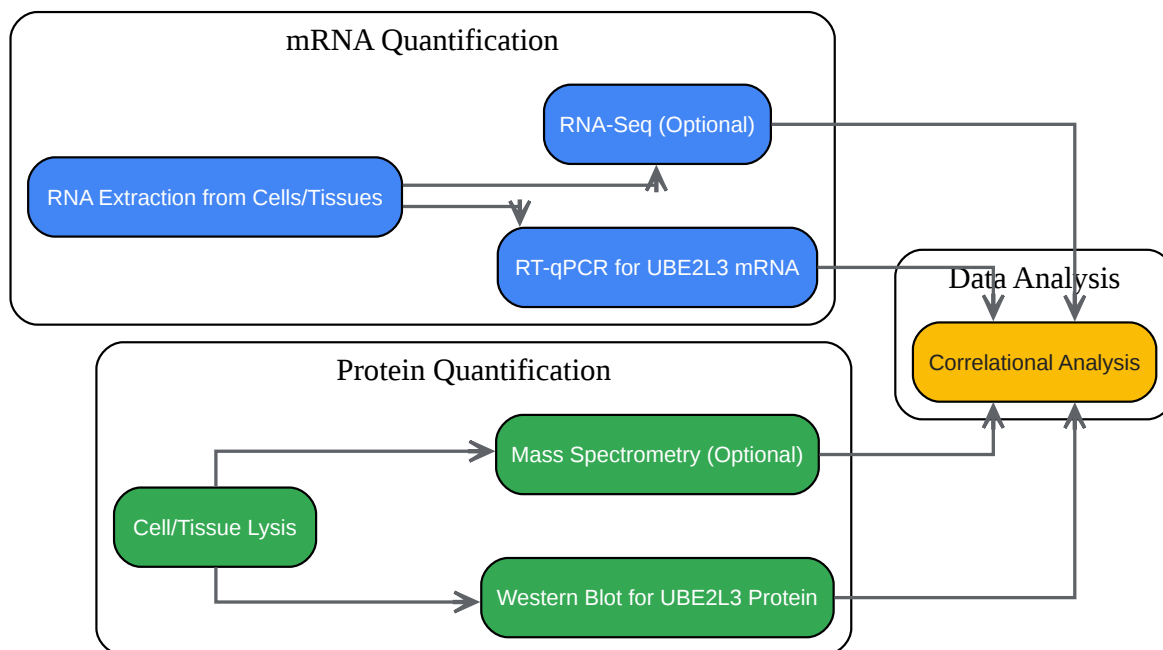 mRNA Quantification
RNA-Seq (Optional)
RNA Extraction from Cells/Tissues
RT-qPCR for UBE2L3 mRNA
Data Analysis
Correlational Analysis
Protein Quantification
Mass Spectrometry (Optional)
Cell/Tissue Lysis
Western Blot for UBE2L3 Protein